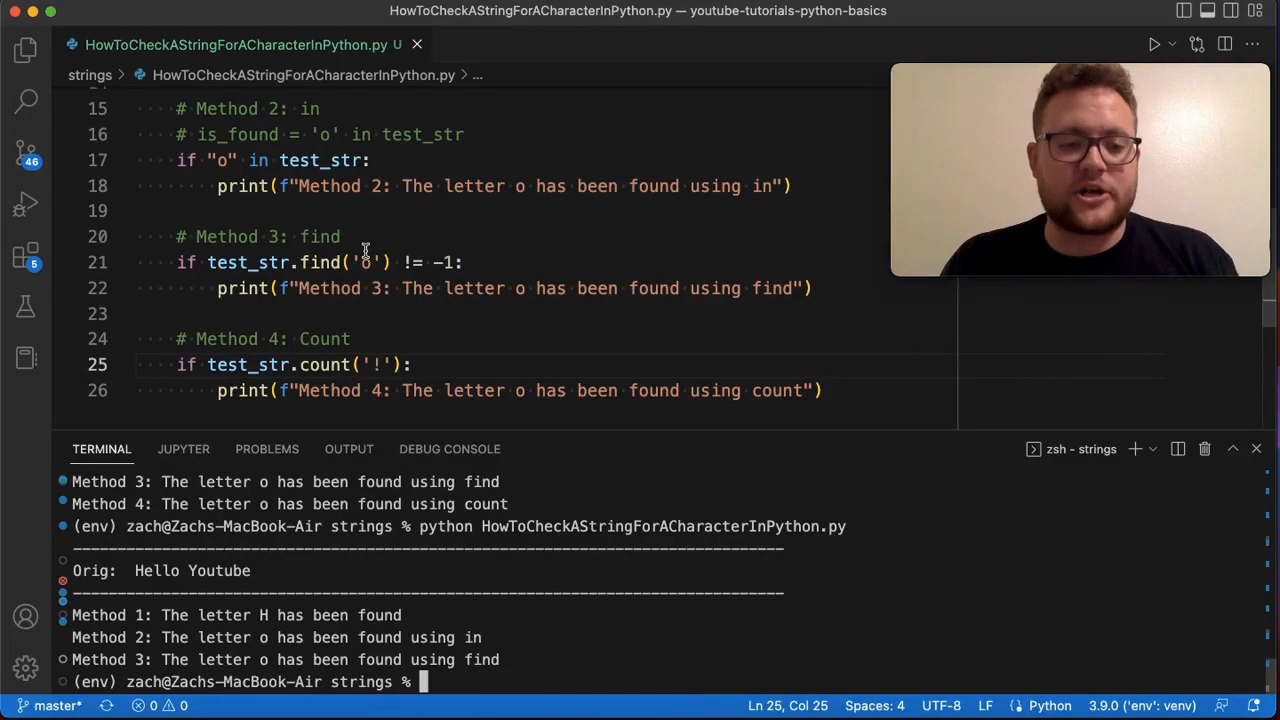 HowToCheckAStringForACharacterInPython.py — youtube-tutorials-python-basics
HowToCheckAStringForACharacterInPython.py U
strings > HowToCheckAStringForACharacterInPython.py > ...
15 # Method 2: in
16 # is_found = 'o' in test_str
17 if "o" in test_str:
18 print(f"Method 2: The letter o has been found using in")
19
20 # Method 3: find
21 if test_str.find('o') != -1:
22 print(f"Method 3: The letter o has been found using find")
23
24 # Method 4: Count
25 if test_str.count('!'):
26 print(f"Method 4: The letter o has been found using count")
46
5
TERMINAL JUPYTER PROBLEMS OUTPUT DEBUG CONSOLE zsh - strings
Method 3: The letter o has been found using find
Method 4: The letter o has been found using count
(env) zach@Zachs-MacBook-Air strings % python HowToCheckAStringForACharacterInPython.py
--------------------------------------------------------------------------------
Orig: Hello Youtube
--------------------------------------------------------------------------------
Method 1: The letter H has been found
Method 2: The letter o has been found using in
Method 3: The letter o has been found using find
(env) zach@Zachs-MacBook-Air strings %
master* 0 0 Ln 25, Col 25 Spaces: 4 UTF-8 LF Python 3.9.0 ('env': venv)